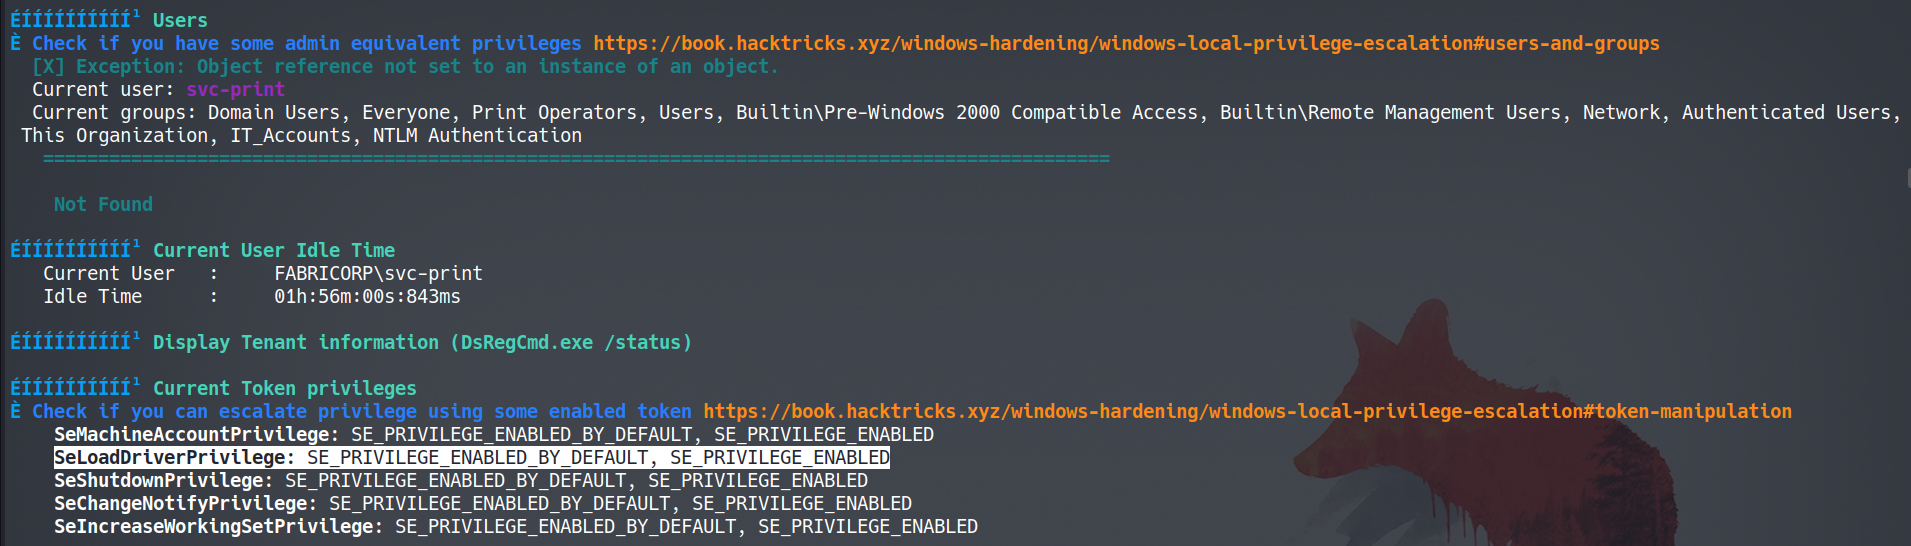 ÉÍÍÍÍÍÍÍÍÍÍ¹ Users
È Check if you have some admin equivalent privileges https://book.hacktricks.xyz/windows-hardening/windows-local-privilege-escalation#users-and-groups
[X] Exception: Object reference not set to an instance of an object.
Current user: svc-print
Current groups: Domain Users, Everyone, Print Operators, Users, Builtin\Pre-Windows 2000 Compatible Access, Builtin\Remote Management Users, Network, Authenticated Users,
This Organization, IT_Accounts, NTLM Authentication
=================================================================================================
Not Found
ÉÍÍÍÍÍÍÍÍÍÍ¹ Current User Idle Time
Current User   :     FABRICORP\svc-print
Idle Time      :     01h:56m:00s:843ms
ÉÍÍÍÍÍÍÍÍÍÍ¹ Display Tenant information (DsRegCmd.exe /status)
ÉÍÍÍÍÍÍÍÍÍÍ¹ Current Token privileges
È Check if you can escalate privilege using some enabled token https://book.hacktricks.xyz/windows-hardening/windows-local-privilege-escalation#token-manipulation
SeMachineAccountPrivilege: SE_PRIVILEGE_ENABLED_BY_DEFAULT, SE_PRIVILEGE_ENABLED
SeLoadDriverPrivilege: SE_PRIVILEGE_ENABLED_BY_DEFAULT, SE_PRIVILEGE_ENABLED
SeShutdownPrivilege: SE_PRIVILEGE_ENABLED_BY_DEFAULT, SE_PRIVILEGE_ENABLED
SeChangeNotifyPrivilege: SE_PRIVILEGE_ENABLED_BY_DEFAULT, SE_PRIVILEGE_ENABLED
SeIncreaseWorkingSetPrivilege: SE_PRIVILEGE_ENABLED_BY_DEFAULT, SE_PRIVILEGE_ENABLED